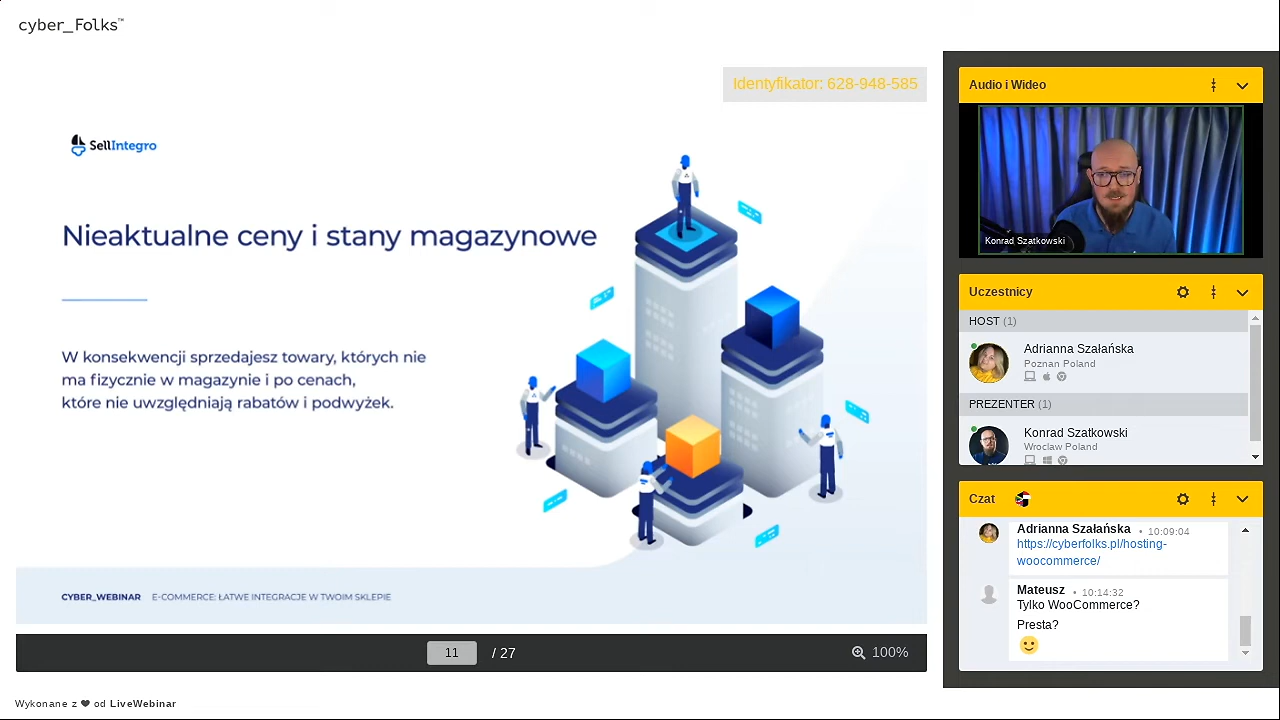 cyber_Folks™
Identyfikator: 628-948-585
SellIntegro
Nieaktualne ceny i stany magazynowe
W konsekwencji sprzedajesz towary, których nie
ma fizycznie w magazynie i po cenach,
które nie uwzględniają rabatów i podwyżek.
CYBER_WEBINAR E-COMMERCE: ŁATWE INTEGRACJE W TWOIM SKLEPIE
11 / 27
100%
Wykonane z od LiveWebinar
Audio i Wideo
Konrad Szatkowski
Uczestnicy
HOST (1)
Adrianna Szałańska
Poznan Poland
PREZENTER (1)
Konrad Szatkowski
Wroclaw Poland
Czat
Adrianna Szałańska • 10:09:04
https://cyberfolks.pl/hosting-
woocommerce/
Mateusz • 10:14:32
Tylko WooCommerce?
Presta?